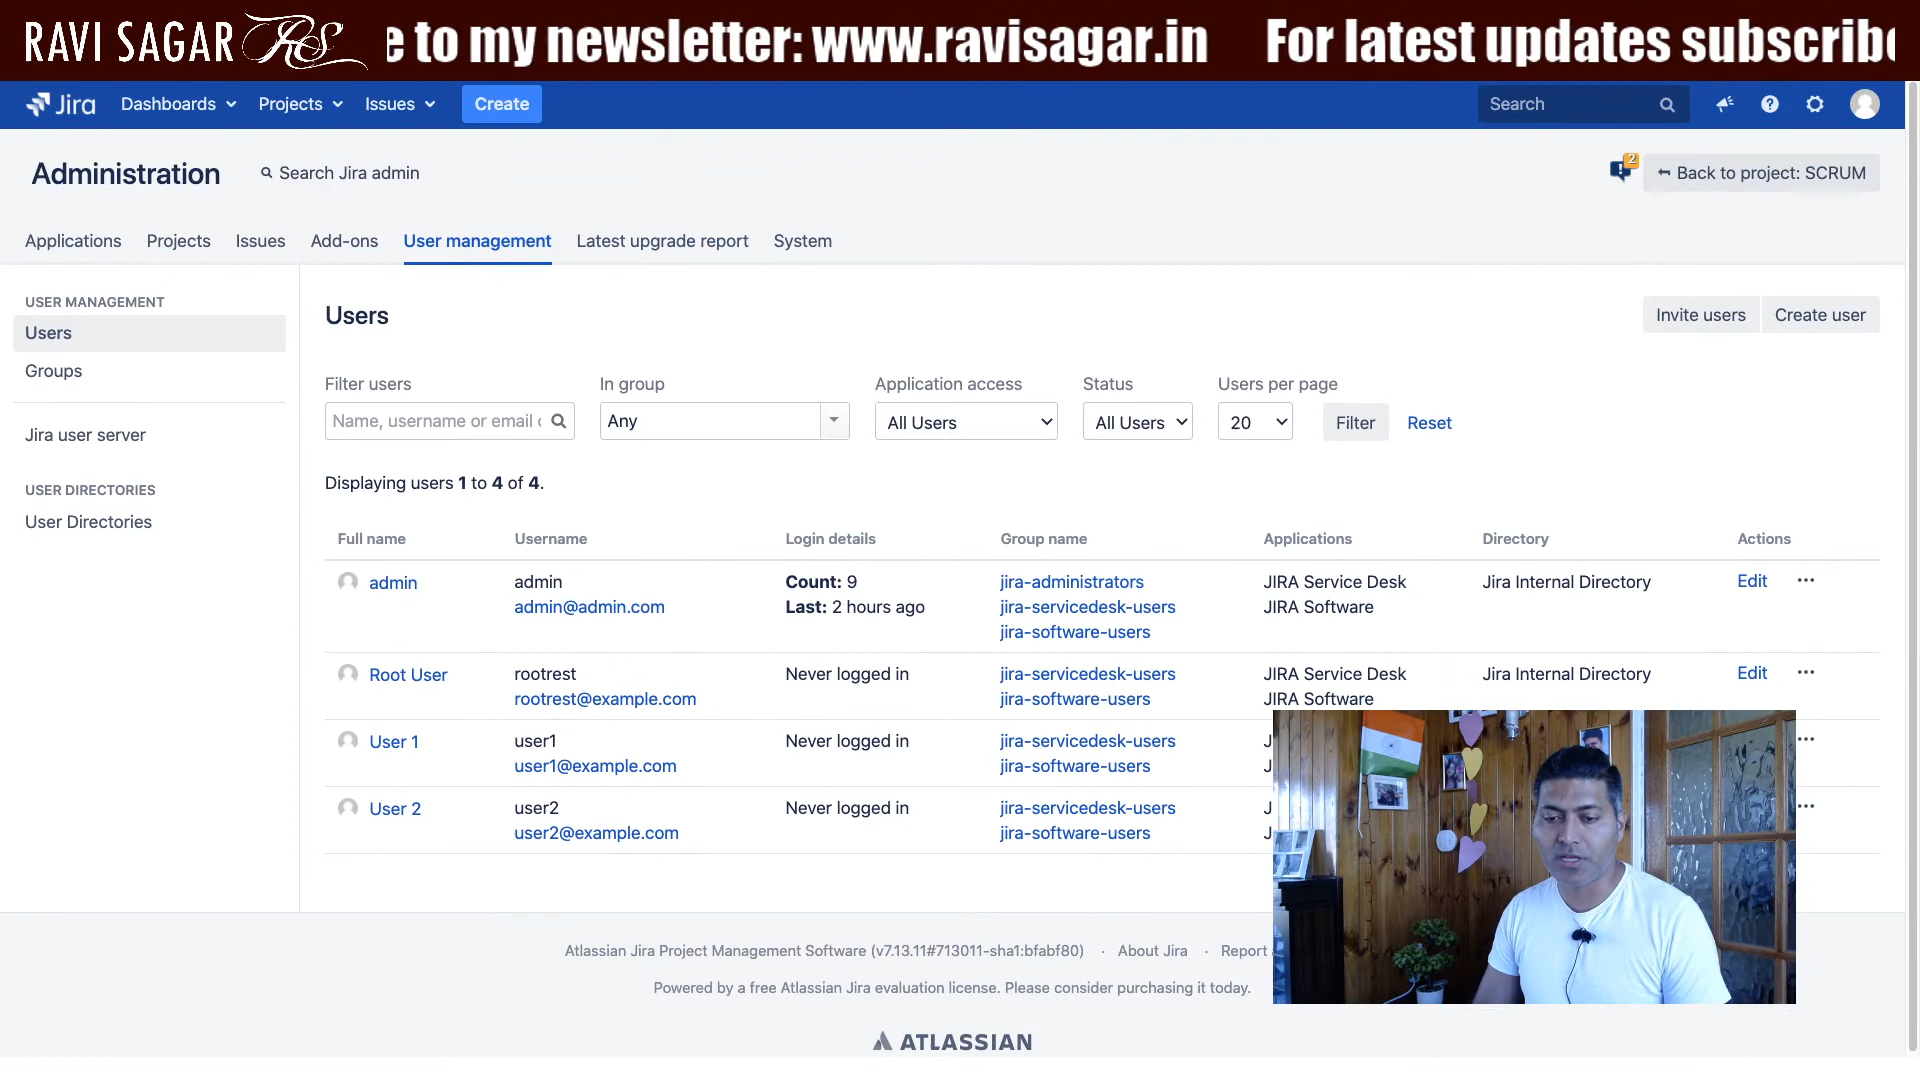 RAVI SAGAR RS e to my newsletter: www.ravisagar.in For latest updates subscribe
Jira Dashboards Projects Issues Create Search
Administration Search Jira admin 2 Back to project: SCRUM
Applications Projects Issues Add-ons User management Latest upgrade report System
USER MANAGEMENT
Users
Groups
Jira user server
USER DIRECTORIES
User Directories
Users Invite users Create user
Filter users In group Application access Status Users per page
Name, username or email Any All Users All Users 20 Filter Reset
Displaying users 1 to 4 of 4.
Full name Username Login details Group name Applications Directory Actions
admin admin Count: 9 jira-administrators JIRA Service Desk Jira Internal Directory Edit ···
admin@admin.com Last: 2 hours ago jira-servicedesk-users JIRA Software
jira-software-users
Root User rootrest Never logged in jira-servicedesk-users JIRA Service Desk Jira Internal Directory Edit ···
rootrest@example.com jira-software-users JIRA Software
User 1 user1 Never logged in jira-servicedesk-users J ···
user1@example.com jira-software-users J
User 2 user2 Never logged in jira-servicedesk-users J ···
user2@example.com jira-software-users J
Atlassian Jira Project Management Software (v7.13.11#713011-sha1:bfabf80) · About Jira · Report
Powered by a free Atlassian Jira evaluation license. Please consider purchasing it today.
ATLASSIAN